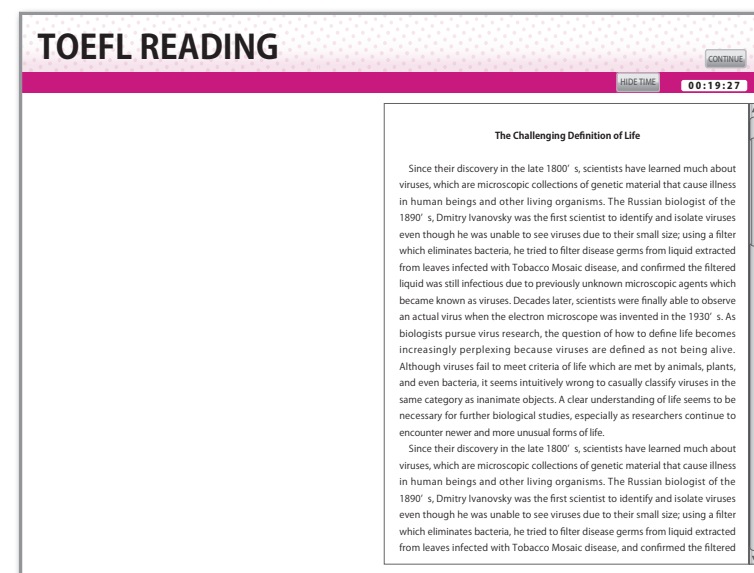 TOEFL READING
CONTINUE
HIDE TIME
00:19:27
The Challenging Definition of Life
Since their discovery in the late 1800’s, scientists have learned much about
viruses, which are microscopic collections of genetic material that cause illness
in human beings and other living organisms. The Russian biologist of the
1890’s, Dmitry Ivanovsky was the first scientist to identify and isolate viruses
even though he was unable to see viruses due to their small size; using a filter
which eliminates bacteria, he tried to filter disease germs from liquid extracted
from leaves infected with Tobacco Mosaic disease, and confirmed the filtered
liquid was still infectious due to previously unknown microscopic agents which
became known as viruses. Decades later, scientists were finally able to observe
an actual virus when the electron microscope was invented in the 1930’s. As
biologists pursue virus research, the question of how to define life becomes
increasingly perplexing because viruses are defined as not being alive.
Although viruses fail to meet criteria of life which are met by animals, plants,
and even bacteria, it seems intuitively wrong to casually classify viruses in the
same category as inanimate objects. A clear understanding of life seems to be
necessary for further biological studies, especially as researchers continue to
encounter newer and more unusual forms of life.
Since their discovery in the late 1800’s, scientists have learned much about
viruses, which are microscopic collections of genetic material that cause illness
in human beings and other living organisms. The Russian biologist of the
1890’s, Dmitry Ivanovsky was the first scientist to identify and isolate viruses
even though he was unable to see viruses due to their small size; using a filter
which eliminates bacteria, he tried to filter disease germs from liquid extracted
from leaves infected with Tobacco Mosaic disease, and confirmed the filtered